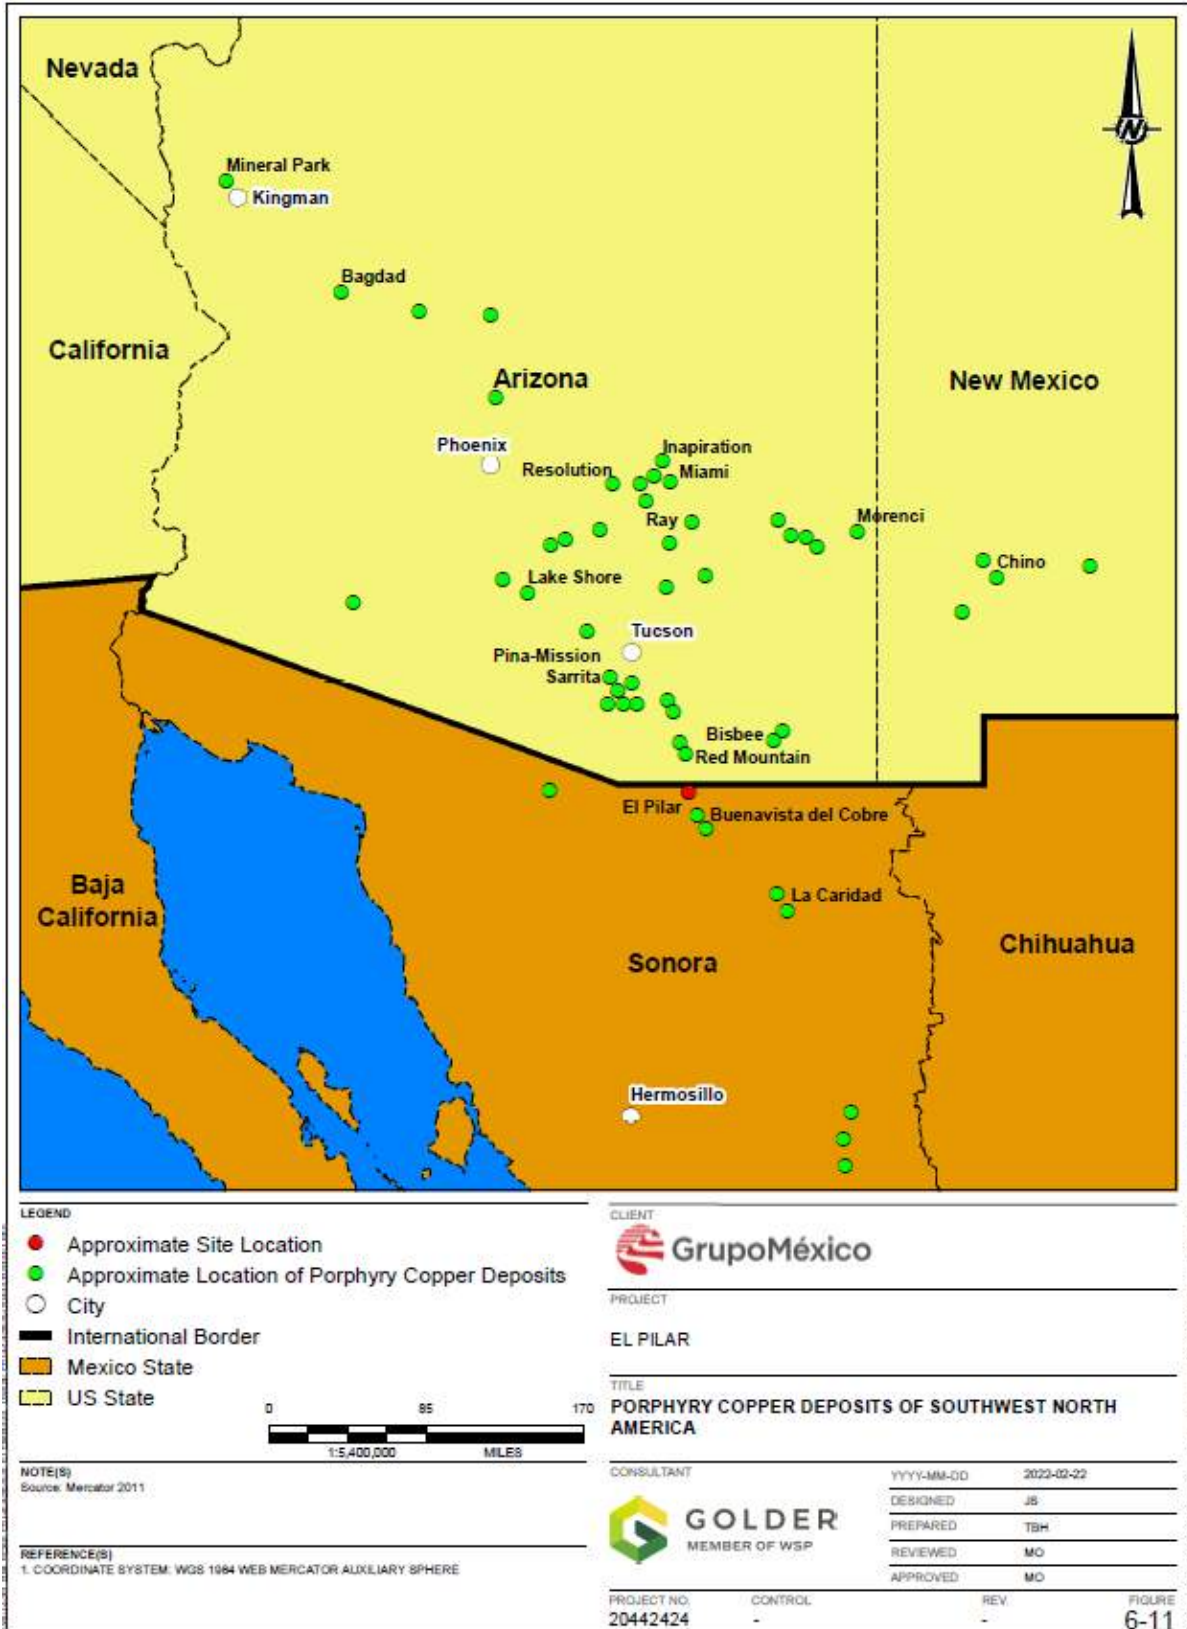 Nevada
Mineral Park
Kingman
Bagdad
California
Arizona
New Mexico
Phoenix
Inapiration
Resolution
Miami
Ray
Morenci
Chino
Lake Shore
Tucson
Pina-Mission
Sarrita
Bisbee
Red Mountain
El Pilar
Buenavista del Cobre
Baja
California
La Caridad
Sonora
Chihuahua
Hermosillo
N
LEGEND
Approximate Site Location
Approximate Location of Porphyry Copper Deposits
City
International Border
Mexico State
US State
0 85 170
1:5,400,000 MILES
NOTE(S)
Source: Mercator 2011
REFERENCE(S)
1. COORDINATE SYSTEM: WGS 1984 WEB MERCATOR AUXILIARY SPHERE
CLIENT
GrupoMéxico
PROJECT
EL PILAR
TITLE
PORPHYRY COPPER DEPOSITS OF SOUTHWEST NORTH
AMERICA
CONSULTANT
GOLDER
MEMBER OF WSP
YYYY-MM-DD 2022-02-22
DESIGNED JS
PREPARED TBH
REVIEWED MO
APPROVED MO
PROJECT NO. CONTROL REV. FIGURE
20442424 - - 6-11